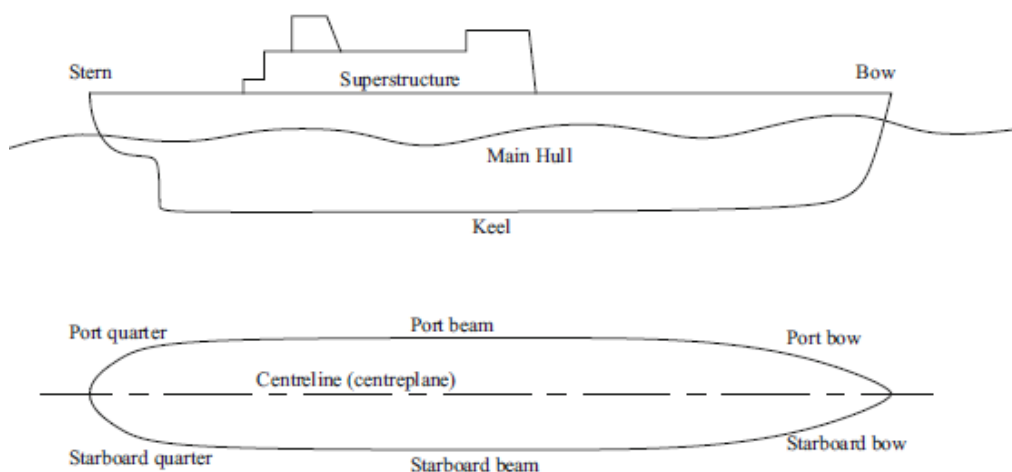 Stern
Bow
Superstructure
Main Hull
Keel
Port quarter
Port beam
Port bow
Centreline (centreplane)
Starboard quarter
Starboard beam
Starboard bow